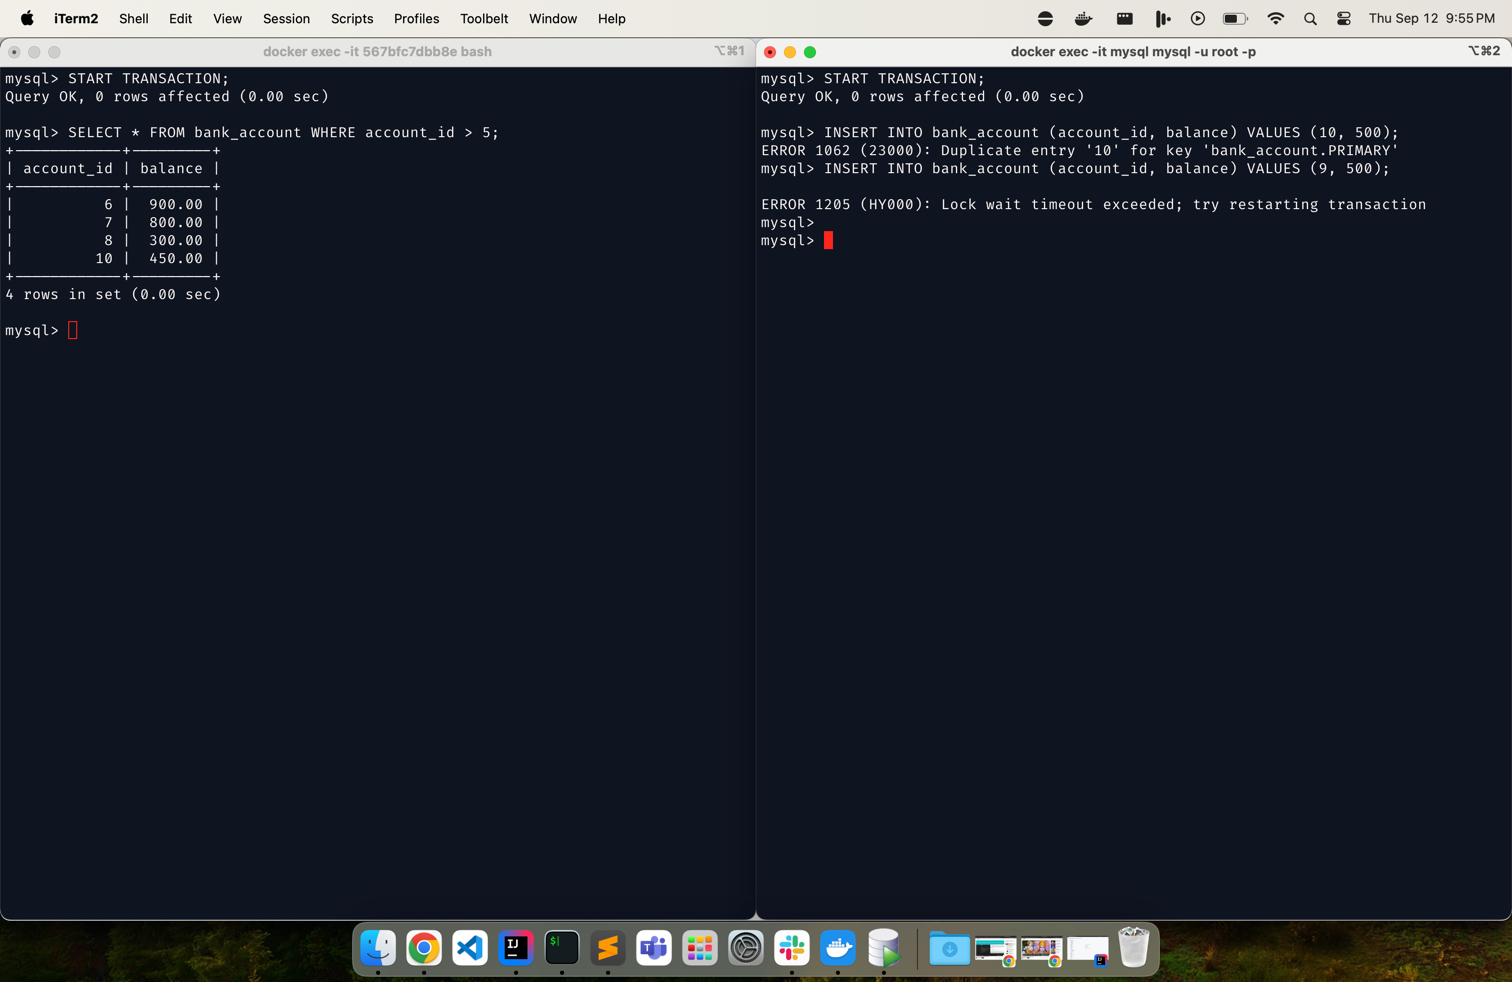 iTerm2 Shell Edit View Session Scripts Profiles Toolbelt Window Help Thu Sep 12 9:55 PM
docker exec -it 567bfc7dbb8e bash ⌥⌘1
mysql> START TRANSACTION;
Query OK, 0 rows affected (0.00 sec)
mysql> SELECT * FROM bank_account WHERE account_id > 5;
+------------+---------+
| account_id | balance |
+------------+---------+
|          6 |  900.00 |
|          7 |  800.00 |
|          8 |  300.00 |
|         10 |  450.00 |
+------------+---------+
4 rows in set (0.00 sec)
mysql>
docker exec -it mysql mysql -u root -p ⌥⌘2
mysql> START TRANSACTION;
Query OK, 0 rows affected (0.00 sec)
mysql> INSERT INTO bank_account (account_id, balance) VALUES (10, 500);
ERROR 1062 (23000): Duplicate entry '10' for key 'bank_account.PRIMARY'
mysql> INSERT INTO bank_account (account_id, balance) VALUES (9, 500);
ERROR 1205 (HY000): Lock wait timeout exceeded; try restarting transaction
mysql>
mysql>
IJ
$
T